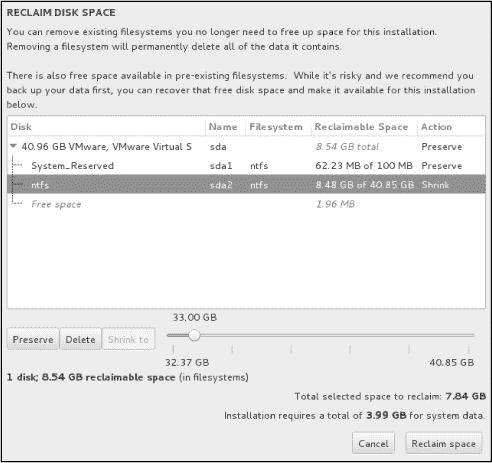 RECLAIM DISK SPACE
You can remove existing filesystems you no longer need to free up space for this installation.
Removing a filesystem will permanently delete all of the data it contains.
There is also free space available in pre-existing filesystems. While it's risky and we recommend you
back up your data first, you can recover that free disk space and make it available for this installation
below.
Disk Name Filesystem Reclaimable Space Action
40.96 GB VMware, VMware Virtual S sda 8.54 GB total Preserve
System_Reserved sda1 ntfs 62.23 MB of 100 MB Preserve
ntfs sda2 ntfs 8.48 GB of 40.85 GB Shrink
Free space 1.96 MB
33.00 GB
Preserve Delete Shrink to
32.37 GB 40.85 GB
1 disk; 8.54 GB reclaimable space (in filesystems)
Total selected space to reclaim: 7.84 GB
Installation requires a total of 3.99 GB for system data.
Cancel Reclaim space